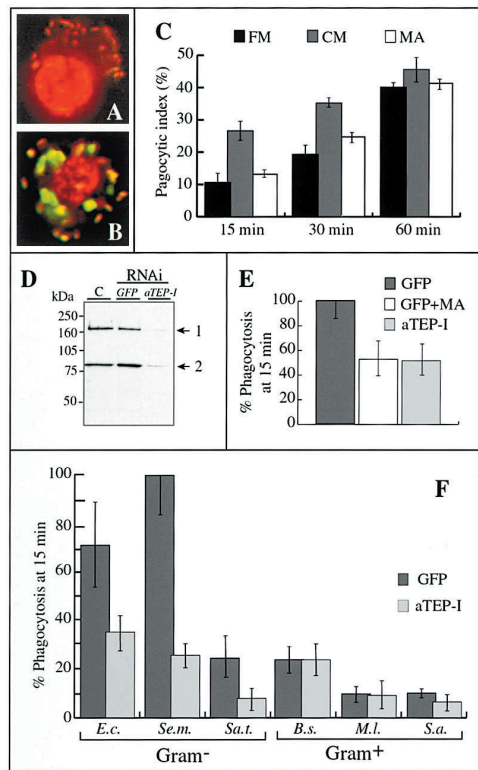 A
B
C
FM CM MA
Pagocytic index (%)
50
40
30
20
10
0
15 min 30 min 60 min
D
RNAi
C GFP aTEP-I
kDa
250
160
105
75
50
1
2
E
GFP
GFP+MA
aTEP-I
% Phagocytosis
at 15 min
100
80
60
40
20
0
F
GFP
aTEP-I
% Phagocytosis at 15 min
100
80
60
40
20
0
E.c. Se.m. Sa.t. B.s. M.l. S.a.
Gram- Gram+